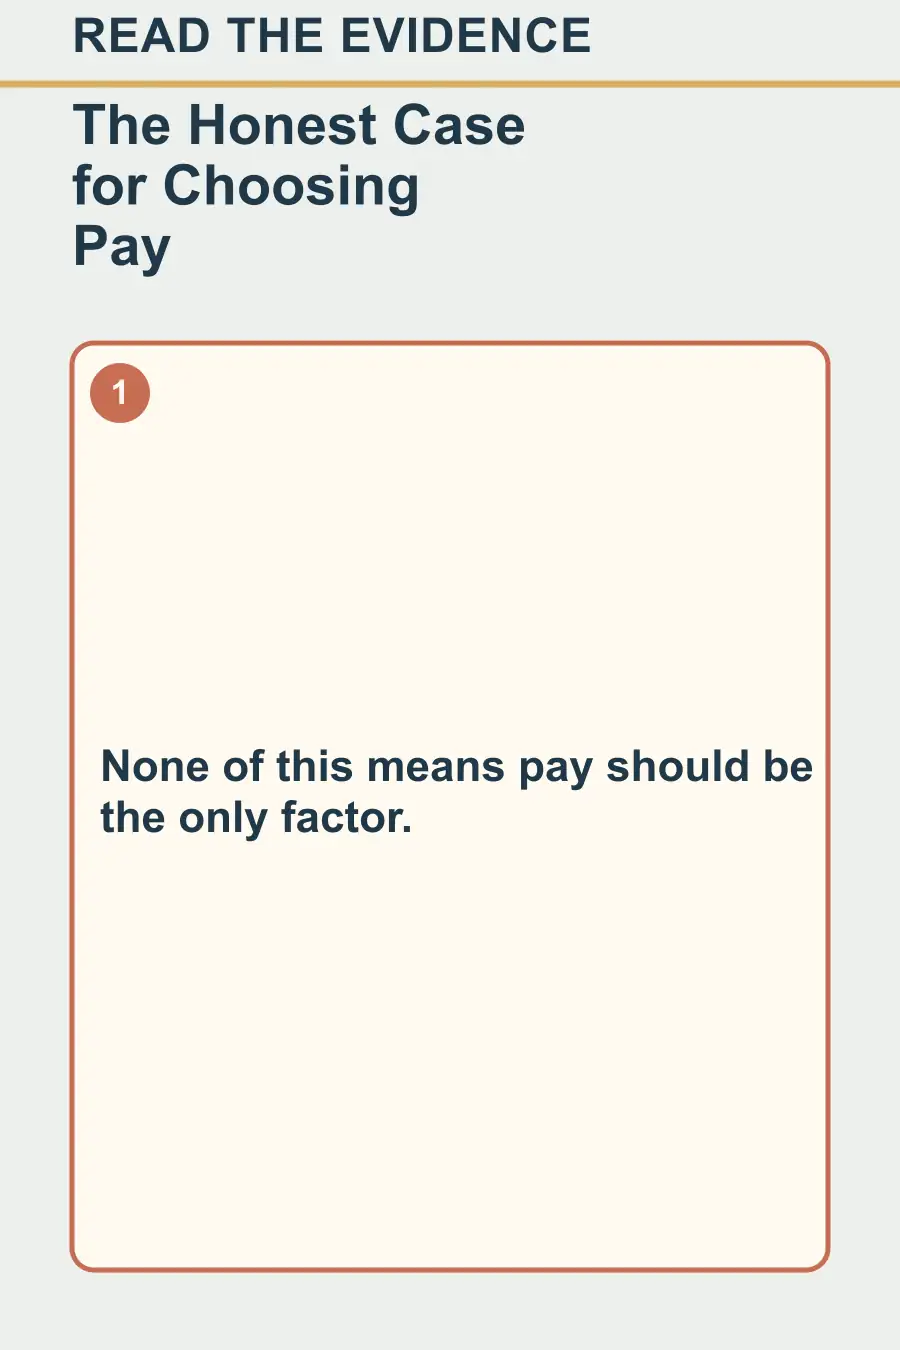 READ THE EVIDENCE
The Honest Case
for Choosing
Pay
1
None of this means pay should be
the only factor.